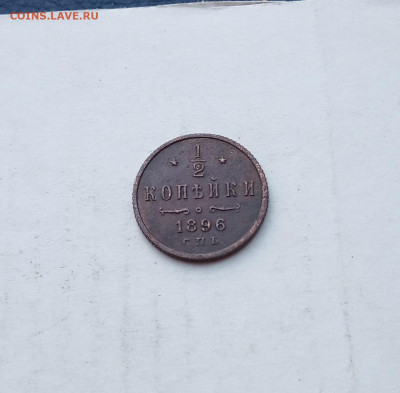 COINS.LAVE.RU
1/2
КОПѢЙКИ
1896
С.П.Б.